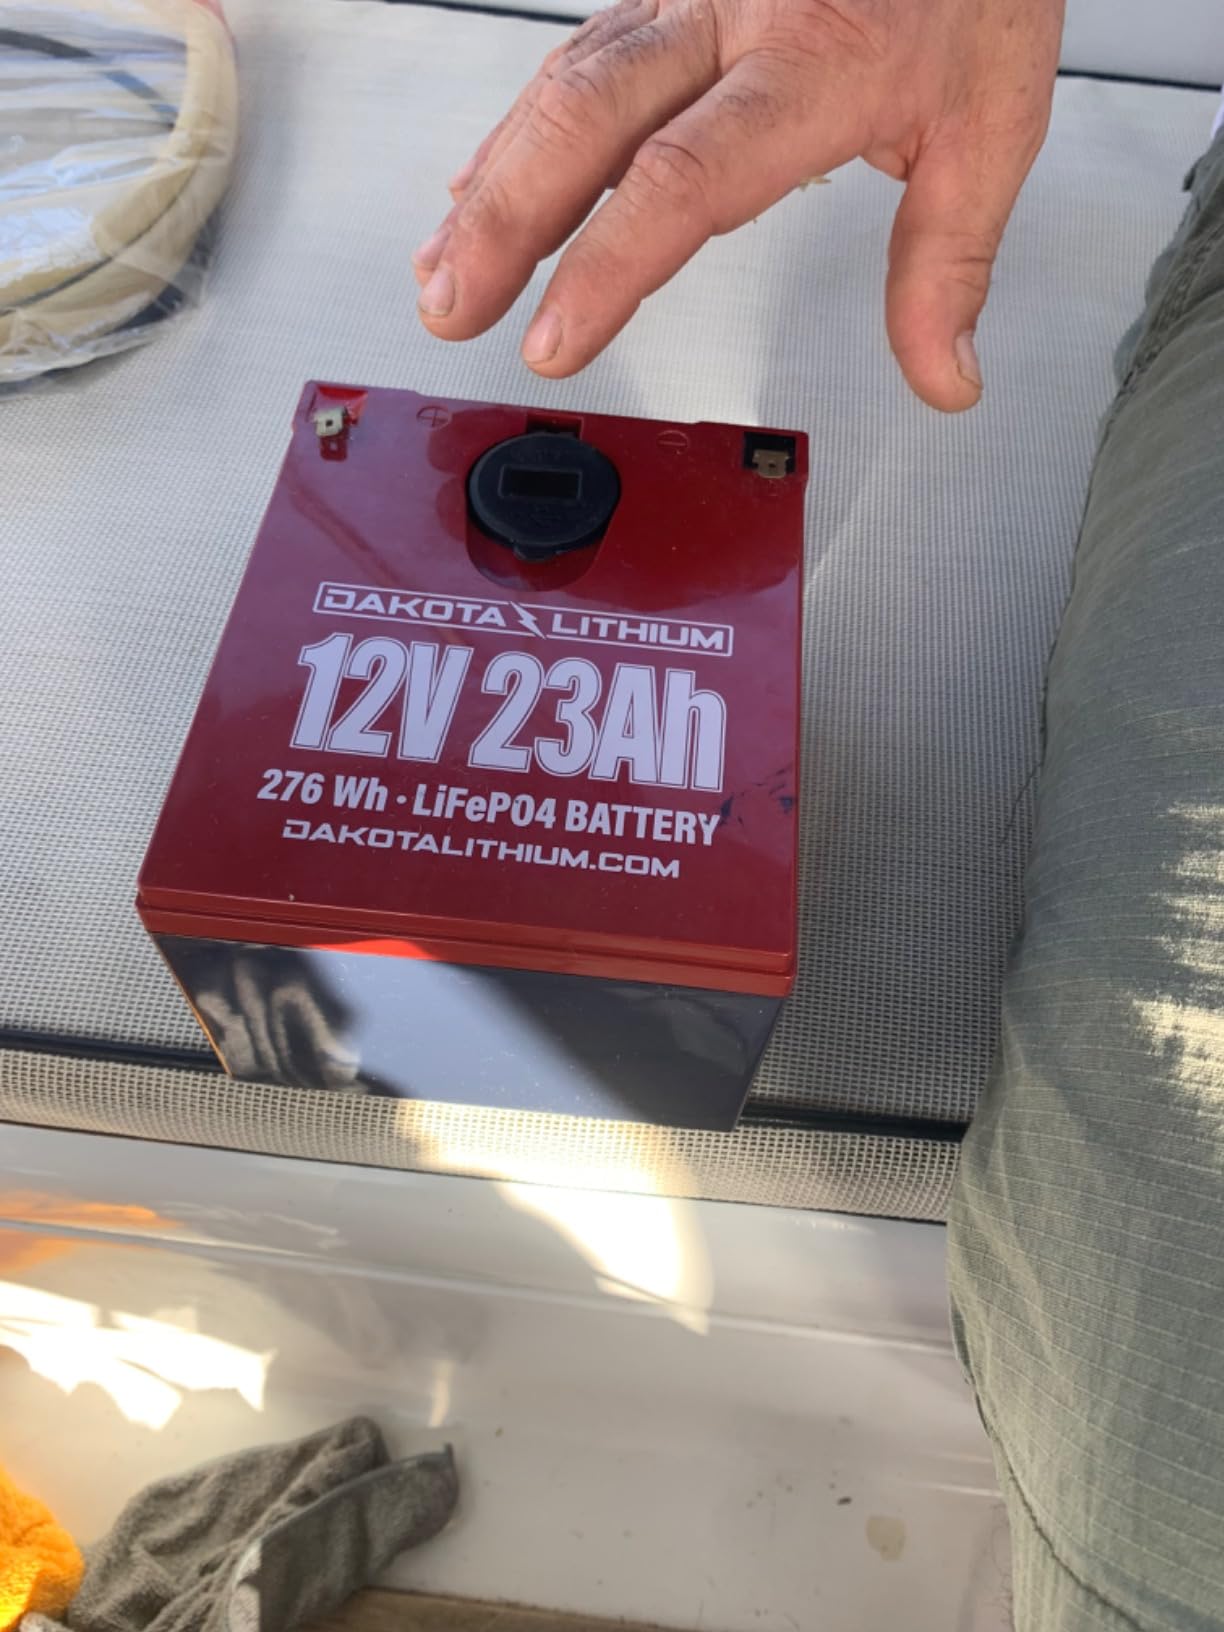 + -
DAKOTA LITHIUM
12V 23Ah
276 Wh · LiFePO4 BATTERY
DAKOTALITHIUM.COM